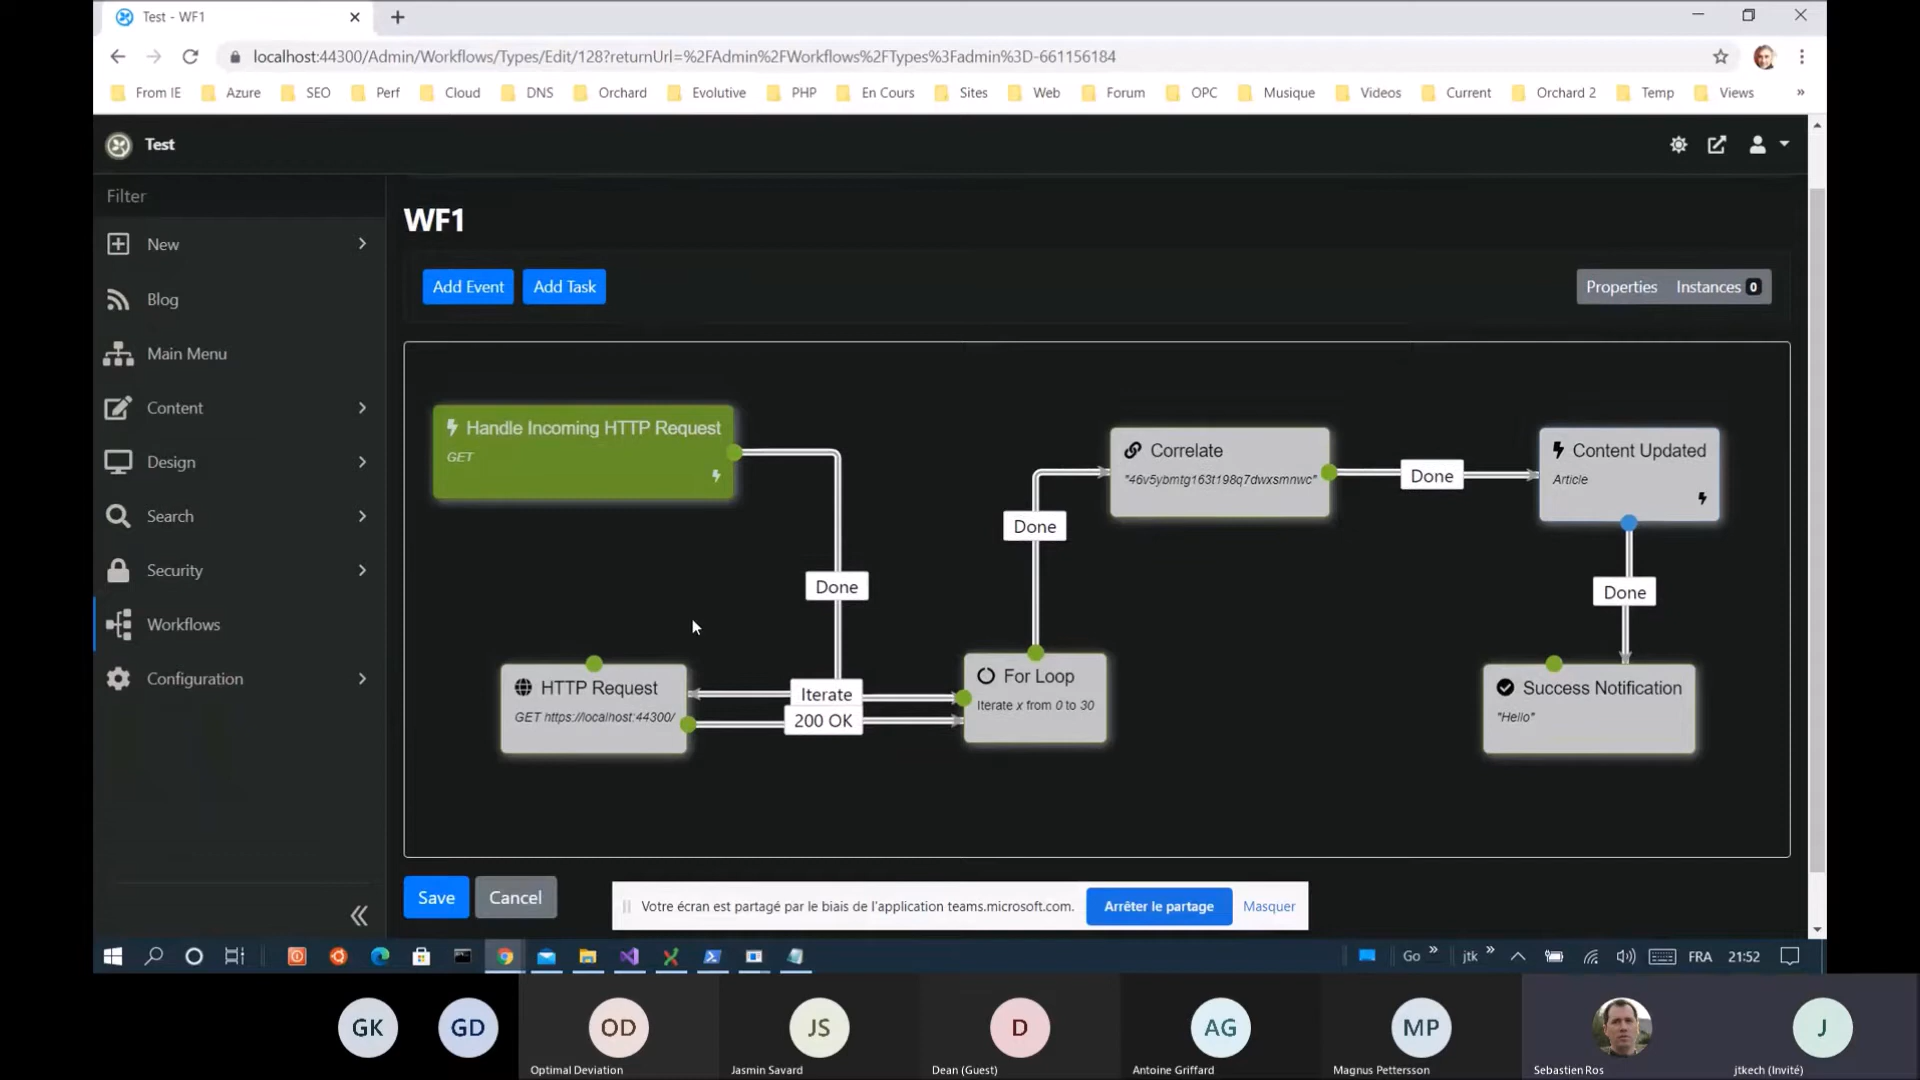 Test - WF1
localhost:44300/Admin/Workflows/Types/Edit/128?returnUrl=%2FAdmin%2FWorkflows%2FTypes%3Fadmin%3D-661156184
From IE Azure SEO Perf Cloud DNS Orchard Evolutive PHP En Cours Sites Web Forum OPC Musique Videos Current Orchard 2 Temp Views »
Test
Filter
New
Blog
Main Menu
Content
Design
Search
Security
Workflows
Configuration
WF1
Add Event Add Task
Properties Instances 0
Handle Incoming HTTP Request
GET
Done
HTTP Request
GET https://localhost:44300/
Iterate
200 OK
For Loop
Iterate x from 0 to 30
Done
Correlate
"46v5ybmtg163t198q7dwxsmnwc"
Done
Content Updated
Article
Done
Success Notification
"Hello"
Save Cancel
Votre écran est partagé par le biais de l'application teams.microsoft.com. Arrêter le partage Masquer
Go » jtk » FRA 21:52
GK GD OD JS D AG MP J
Optimal Deviation Jasmin Savard Dean (Guest) Antoine Griffard Magnus Pettersson Sebastien Ros jtkech (Invité)